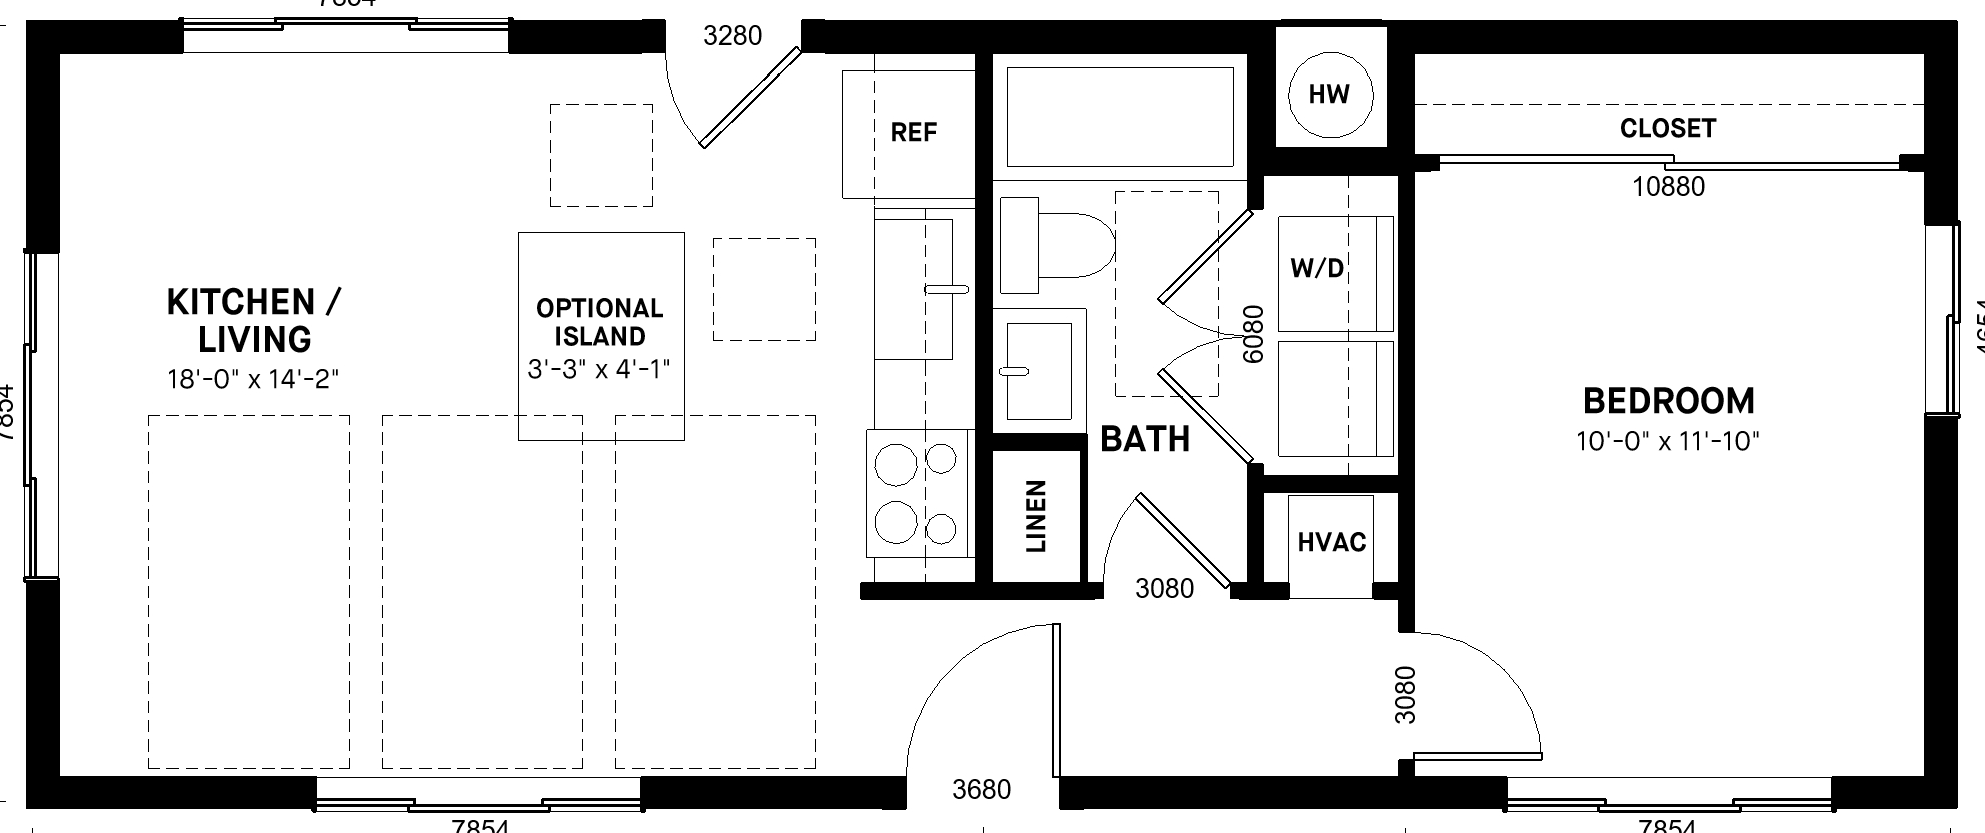 7854
3280
HW
REF
CLOSET
10880
W/D
KITCHEN /
LIVING
18'-0" x 14'-2"
OPTIONAL
ISLAND
3'-3" x 4'-1"
6080
4654
7854
BEDROOM
10'-0" x 11'-10"
BATH
LINEN
HVAC
3080
3080
3680
7854
7854